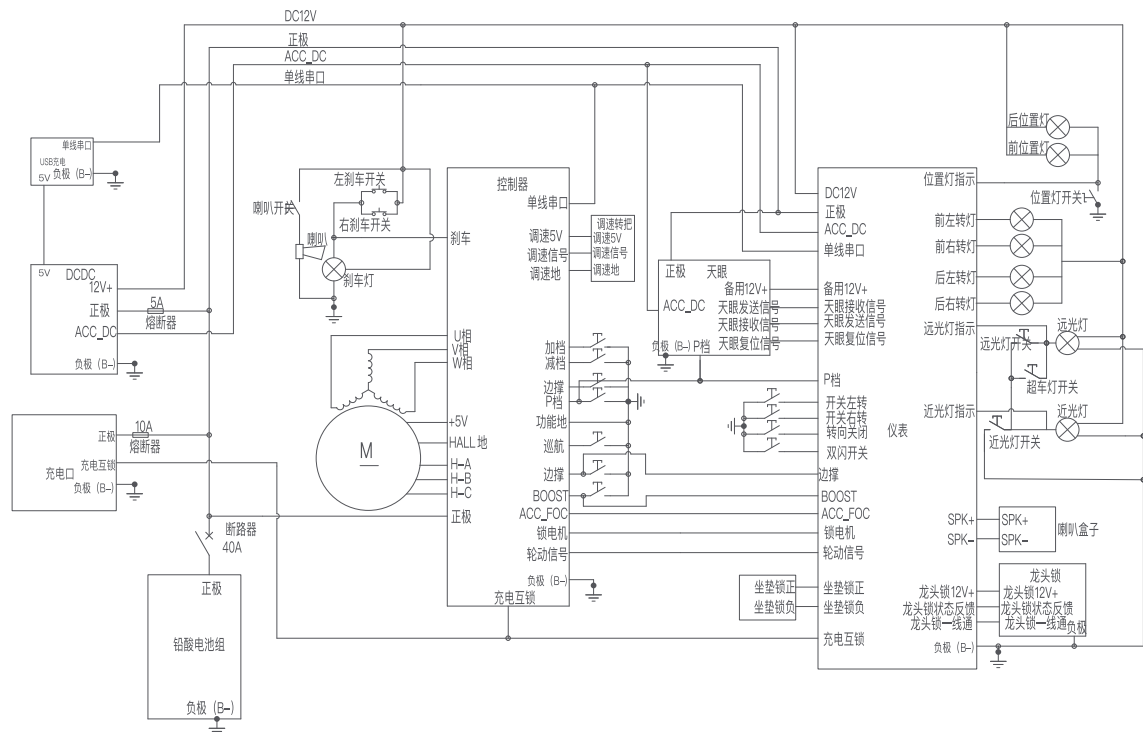 DC12V
正极
ACC_DC
单线串口
单线串口
USB充电
5V 负极 (B-)
5V
DCDC
12V+
正极
5A
熔断器
ACC_DC
负极 (B-)
正极
10A
熔断器
充电互锁
充电口
负极 (B-)
断路器
40A
正极
铅酸电池组
负极 (B-)
喇叭开关
左刹车开关
右刹车开关
喇叭
刹车灯
控制器
单线串口
刹车
调速5V
调速信号
调速地
调速转把
调速5V
调速信号
调速地
U相
V相
W相
M
+5V
HALL地
H-A
H-B
H-C
正极
加档
减档
边撑
P档
功能地
巡航
边撑
BOOST
ACC_FOC
锁电机
轮动信号
负极 (B-)
充电互锁
正极
天眼
备用12V+
ACC_DC
天眼发送信号
天眼接收信号
天眼复位信号
负极 (B-) P档
DC12V
正极
ACC_DC
单线串口
备用12V+
天眼接收信号
天眼发送信号
天眼复位信号
P档
开关左转
开关右转
转向关闭
双闪开关
仪表
边撑
BOOST
ACC_FOC
锁电机
轮动信号
坐垫锁正
坐垫锁负
坐垫锁正
坐垫锁负
充电互锁
后位置灯
前位置灯
位置灯指示
位置灯开关
前左转灯
前右转灯
后左转灯
后右转灯
远光灯指示
远光灯
远光灯开关
超车灯开关
近光灯指示
近光灯
近光灯开关
SPK+
SPK-
SPK+
SPK-
喇叭盒子
龙头锁
龙头锁12V+
龙头锁状态反馈
龙头锁一线通
龙头锁12V+
龙头锁状态反馈
龙头锁一线通
负极
负极 (B-)